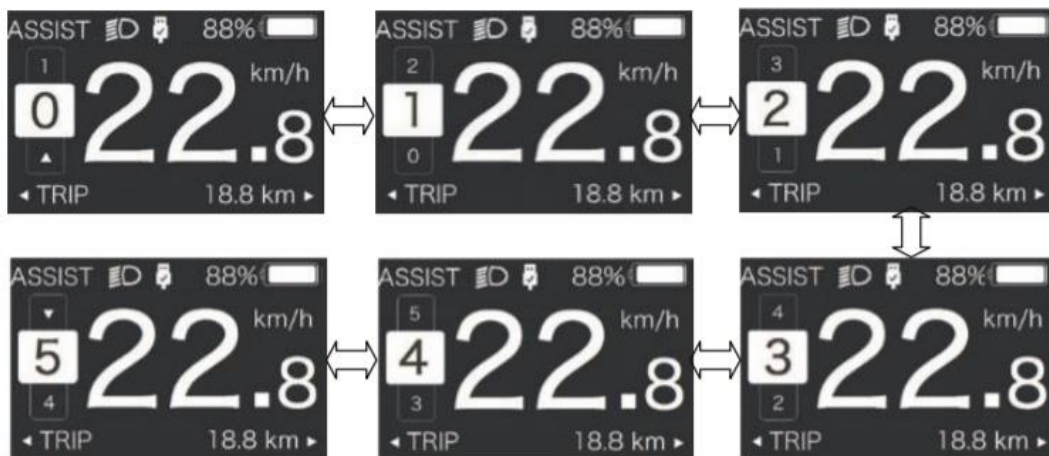 ASSIST 88%
1 km/h
0 22.8
▲
◂ TRIP 18.8 km ▸
ASSIST 88%
2 km/h
1 22.8
0
◂ TRIP 18.8 km ▸
ASSIST 88%
3 km/h
2 22.8
1
◂ TRIP 18.8 km ▸
ASSIST 88%
▼ km/h
5 22.8
4
◂ TRIP 18.8 km ▸
ASSIST 88%
5 km/h
4 22.8
3
◂ TRIP 18.8 km ▸
ASSIST 88%
4 km/h
3 22.8
2
◂ TRIP 18.8 km ▸